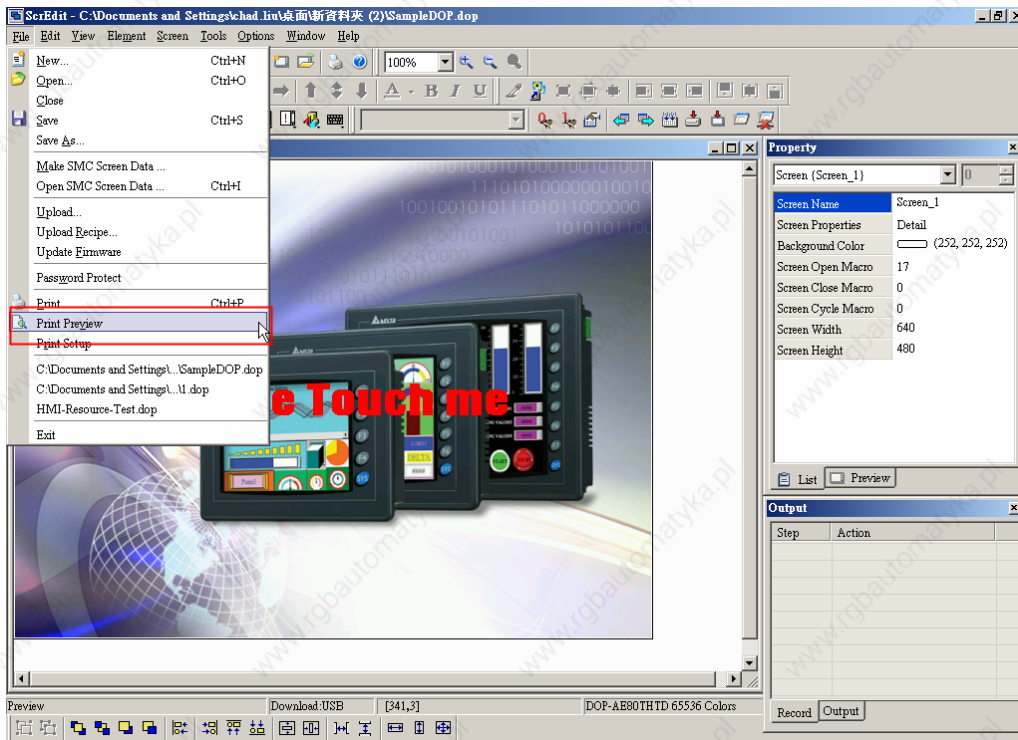 ScrEdit - C:\Documents and Settings\chad.liu\桌面\新資料夾 (2)\SampleDOP.dop
File Edit View Element Screen Tools Options Window Help
New... Ctrl+N
Open... Ctrl+O
Close
Save Ctrl+S
Save As...
Make SMC Screen Data ...
Open SMC Screen Data ... Ctrl+I
Upload...
Upload Recipe...
Update Firmware
Password Protect
Print Ctrl+P
Print Preview
Print Setup
C:\Documents and Settings\...\SampleDOP.dop
C:\Documents and Settings\...\1.dop
HMI-Resource-Test.dop
Exit
100%
A B I U
e Touch me
DELTA
Panel
DELTA
####
START
SYS
Property
Screen {Screen_1} 0
Screen Name Screen_1
Screen Properties Detail
Background Color (252, 252, 252)
Screen Open Macro 17
Screen Close Macro 0
Screen Cycle Macro 0
Screen Width 640
Screen Height 480
List Preview
Output
Step Action
Record Output
Preview Download:USB [341,3] DOP-AE80THTD 65536 Colors
www.rgbautomatyka.pl